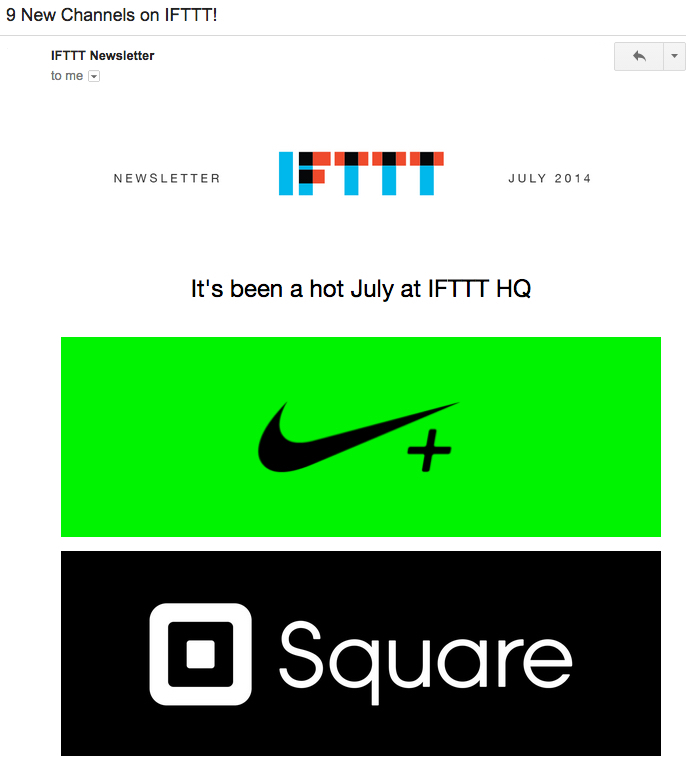 9 New Channels on IFTTT!
IFTTT Newsletter
to me
NEWSLETTER IFTTT JULY 2014
It's been a hot July at IFTTT HQ
+
Square